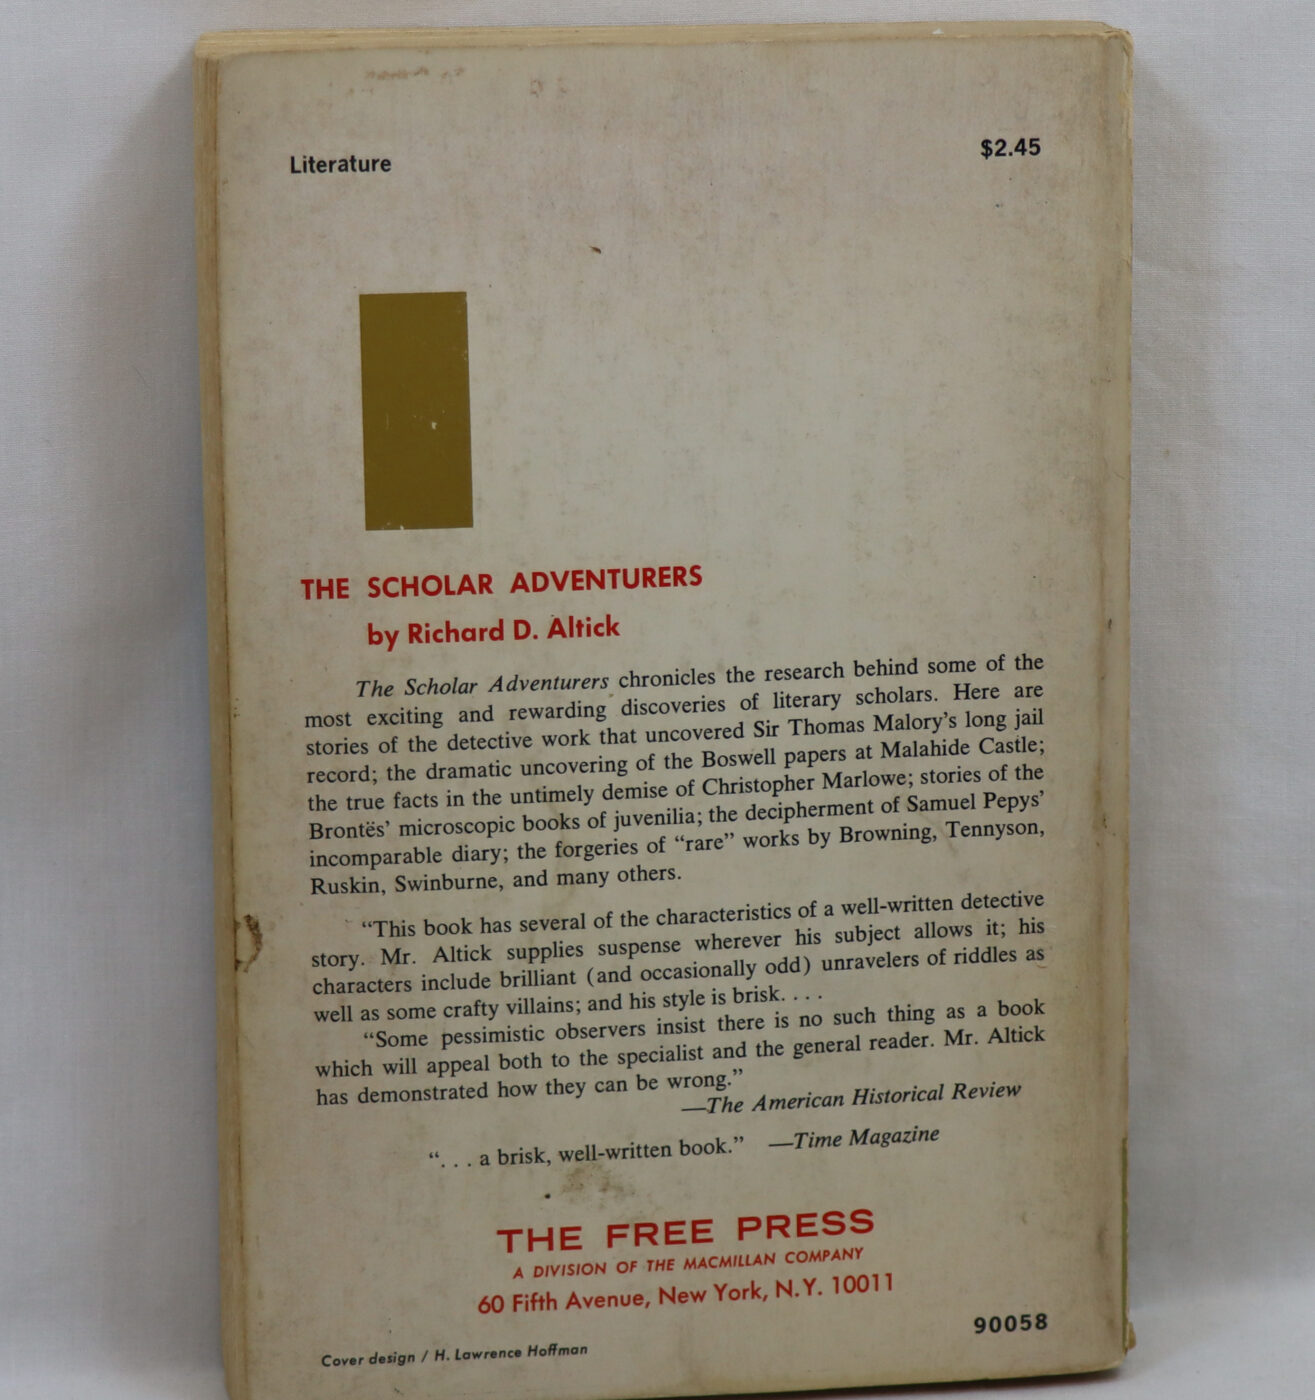 Literature
$2.45
THE SCHOLAR ADVENTURERS
by Richard D. Altick
The Scholar Adventurers chronicles the research behind some of the
most exciting and rewarding discoveries of literary scholars. Here are
stories of the detective work that uncovered Sir Thomas Malory's long jail
record; the dramatic uncovering of the Boswell papers at Malahide Castle;
the true facts in the untimely demise of Christopher Marlowe; stories of the
Brontës' microscopic books of juvenilia; the decipherment of Samuel Pepys'
incomparable diary; the forgeries of “rare” works by Browning, Tennyson,
Ruskin, Swinburne, and many others.
“This book has several of the characteristics of a well-written detective
story. Mr. Altick supplies suspense wherever his subject allows it; his
characters include brilliant (and occasionally odd) unravelers of riddles as
well as some crafty villains; and his style is brisk. . . .
“Some pessimistic observers insist there is no such thing as a book
which will appeal both to the specialist and the general reader. Mr. Altick
has demonstrated how they can be wrong.”
—The American Historical Review
“. . . a brisk, well-written book.” —Time Magazine
THE FREE PRESS
A DIVISION OF THE MACMILLAN COMPANY
60 Fifth Avenue, New York, N.Y. 10011
90058
Cover design / H. Lawrence Hoffman